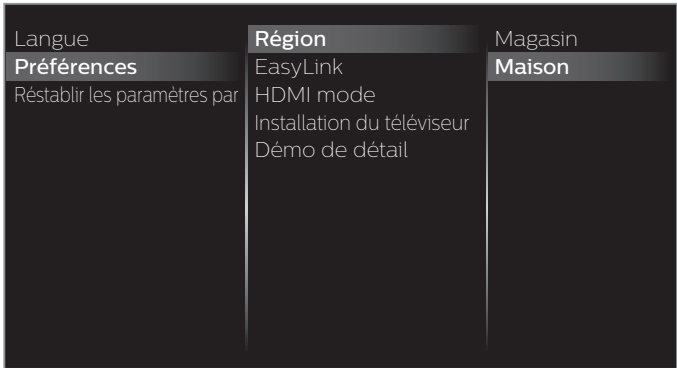 Langue
Préférences
Réstablir les paramètres par
Région
EasyLink
HDMI mode
Installation du téléviseur
Démo de détail
Magasin
Maison